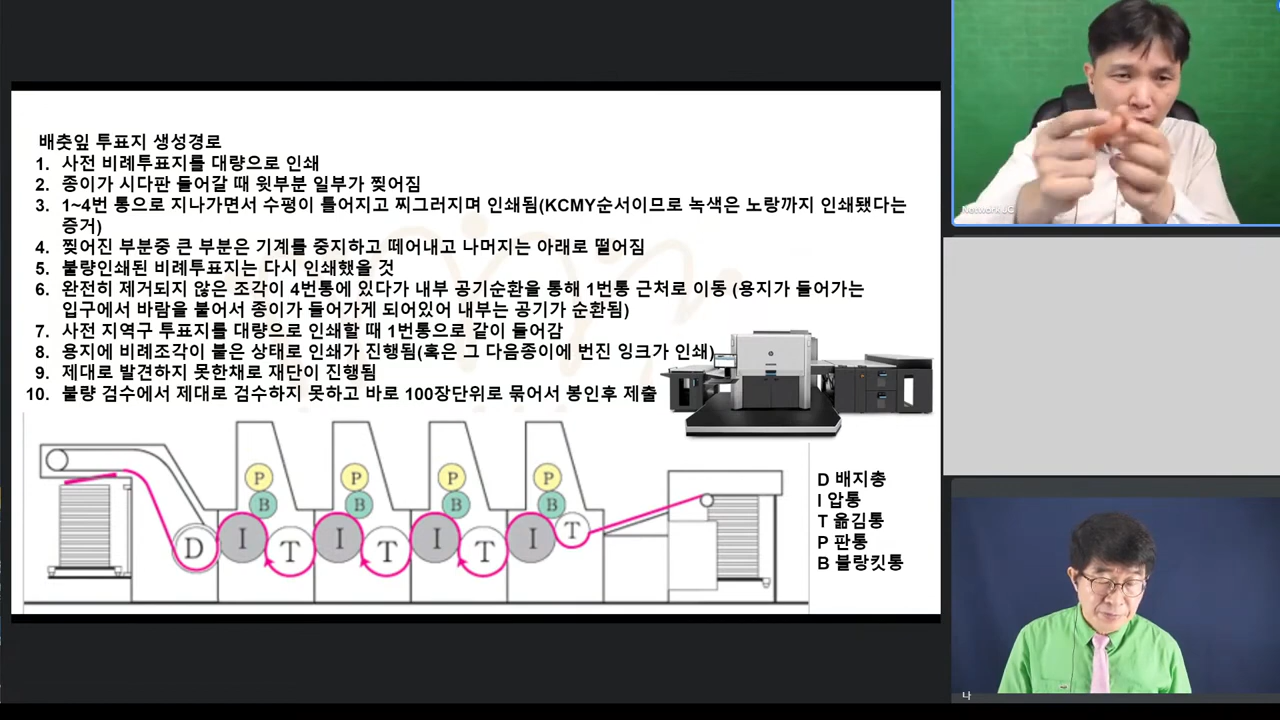 배춧잎 투표지 생성경로
1. 사전 비례투표지를 대량으로 인쇄
2. 종이가 시다판 들어갈 때 윗부분 일부가 찢어짐
3. 1~4번 통으로 지나가면서 수평이 틀어지고 찌그러지며 인쇄됨(KCMY순서이므로 녹색은 노랑까지 인쇄됐다는
증거)
4. 찢어진 부분중 큰 부분은 기계를 중지하고 떼어내고 나머지는 아래로 떨어짐
5. 불량인쇄된 비례투표지는 다시 인쇄했을 것
6. 완전히 제거되지 않은 조각이 4번통에 있다가 내부 공기순환을 통해 1번통 근처로 이동 (용지가 들어가는
입구에서 바람을 불어서 종이가 들어가게 되어있어 내부는 공기가 순환됨)
7. 사전 지역구 투표지를 대량으로 인쇄할 때 1번통으로 같이 들어감
8. 용지에 비례조각이 붙은 상태로 인쇄가 진행됨(혹은 그 다음종이에 번진 잉크가 인쇄)
9. 제대로 발견하지 못한채로 재단이 진행됨
10. 불량 검수에서 제대로 검수하지 못하고 바로 100장단위로 묶어서 봉인후 제출
P P P P
B B B B
D I T I T I T I T
D 배지총
I 압통
T 옮김통
P 판통
B 블랑킷통
Network JC
나